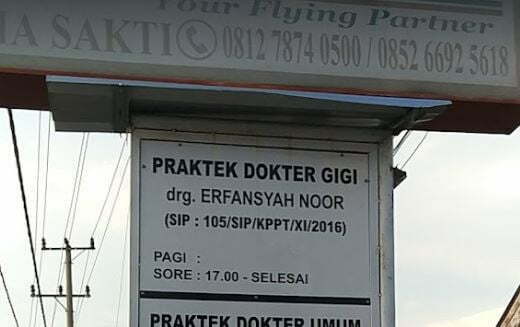 Your Flying Partner
HA SAKTI 0812 7874 0500 / 0852 6692 5618
PRAKTEK DOKTER GIGI
drg. ERFANSYAH NOOR
(SIP : 105/SIP/KPPT/XI/2016)
PAGI :
SORE : 17.00 - SELESAI
PRAKTEK DOKTER UMUM